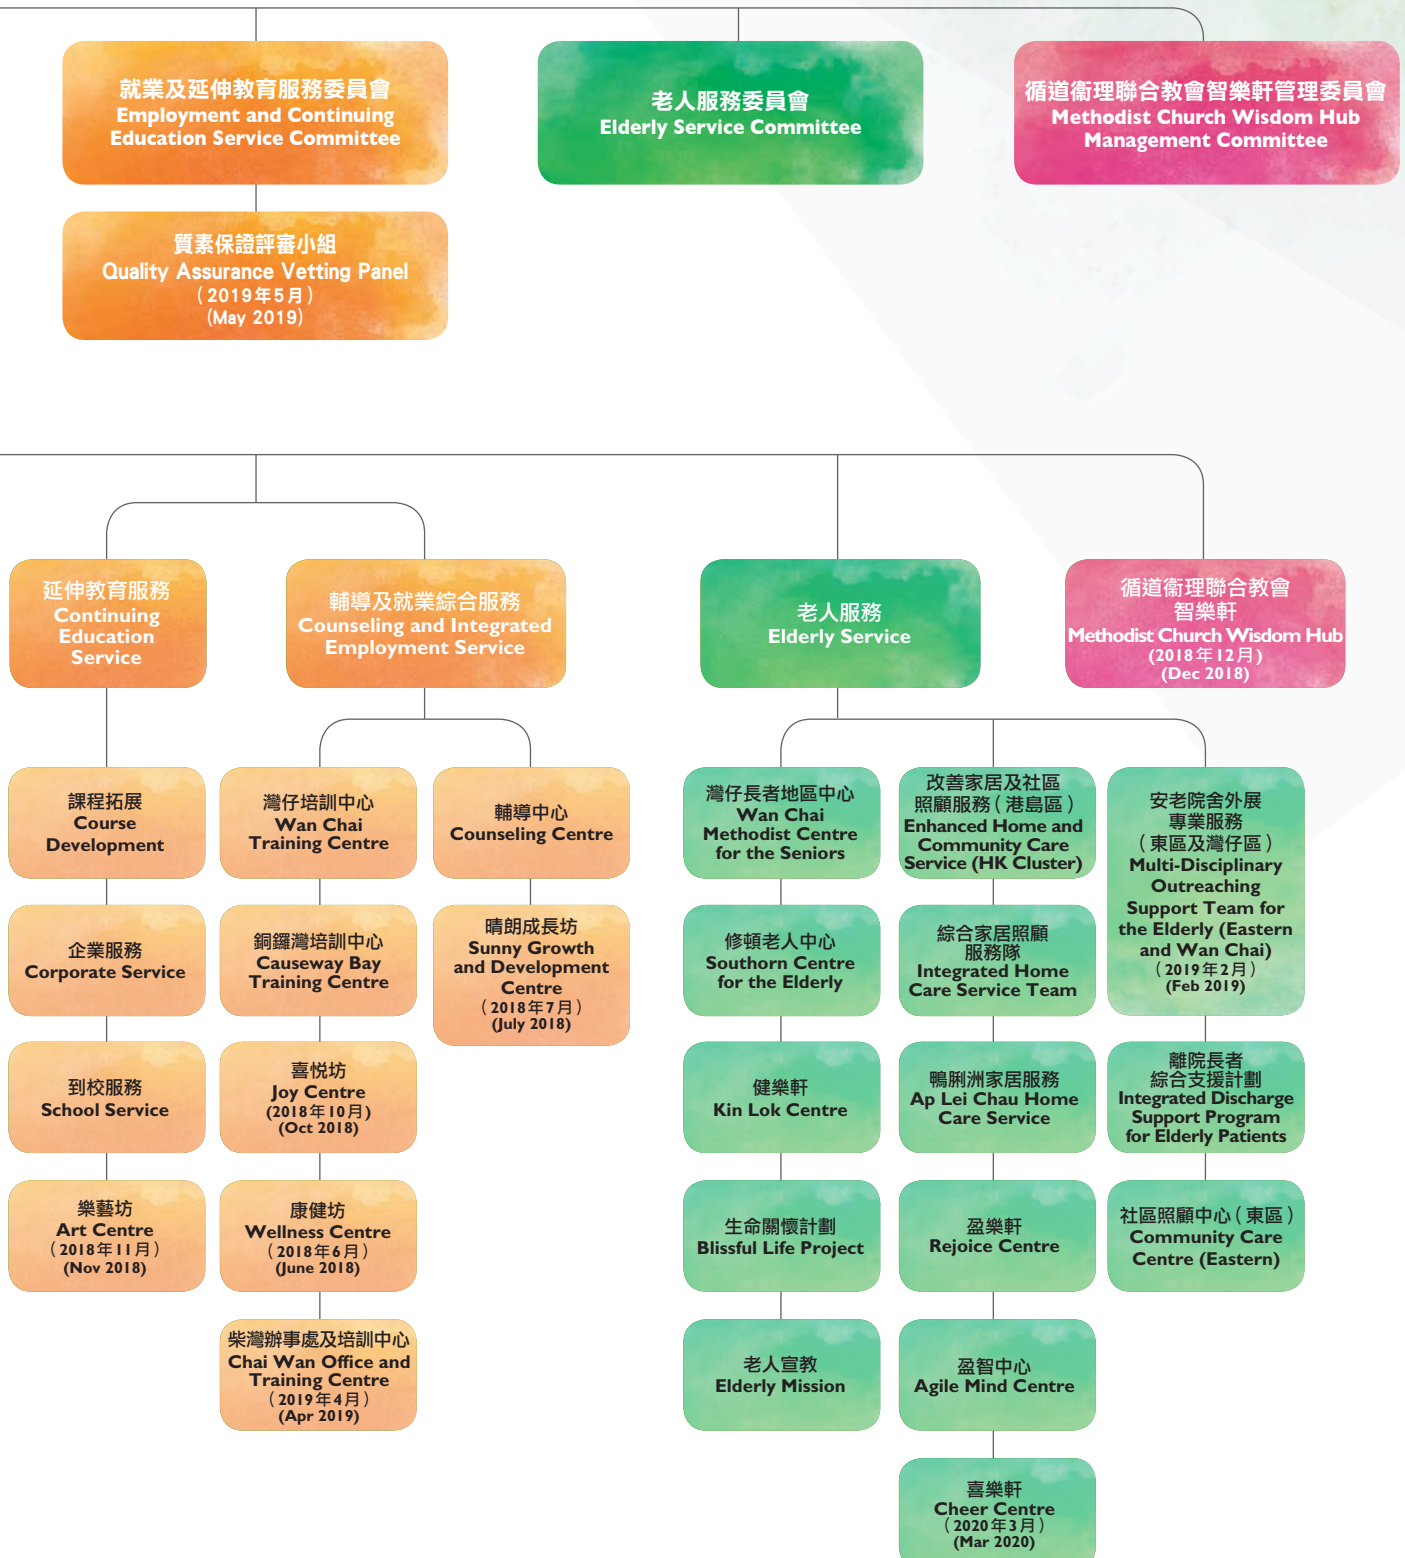 就業及延伸教育服務委員會
Employment and Continuing
Education Service Committee
老人服務委員會
Elderly Service Committee
循道衞理聯合教會智樂軒管理委員會
Methodist Church Wisdom Hub
Management Committee
質素保證評審小組
Quality Assurance Vetting Panel
（2019年5月）
(May 2019)
延伸教育服務
Continuing
Education
Service
輔導及就業綜合服務
Counseling and Integrated
Employment Service
老人服務
Elderly Service
循道衞理聯合教會
智樂軒
Methodist Church Wisdom Hub
(2018年12月)
(Dec 2018)
課程拓展
Course
Development
企業服務
Corporate Service
到校服務
School Service
樂藝坊
Art Centre
（2018年11月）
(Nov 2018)
灣仔培訓中心
Wan Chai
Training Centre
銅鑼灣培訓中心
Causeway Bay
Training Centre
喜悅坊
Joy Centre
(2018年10月)
(Oct 2018)
康健坊
Wellness Centre
（2018年6月）
(June 2018)
柴灣辦事處及培訓中心
Chai Wan Office and
Training Centre
（2019年4月）
(Apr 2019)
輔導中心
Counseling Centre
晴朗成長坊
Sunny Growth
and Development
Centre
（2018年7月）
(July 2018)
灣仔長者地區中心
Wan Chai
Methodist Centre
for the Seniors
修頓老人中心
Southorn Centre
for the Elderly
健樂軒
Kin Lok Centre
生命關懷計劃
Blissful Life Project
老人宣教
Elderly Mission
改善家居及社區
照顧服務（港島區）
Enhanced Home and
Community Care
Service (HK Cluster)
綜合家居照顧
服務隊
Integrated Home
Care Service Team
鴨脷洲家居服務
Ap Lei Chau Home
Care Service
盈樂軒
Rejoice Centre
盈智中心
Agile Mind Centre
喜樂軒
Cheer Centre
（2020年3月）
(Mar 2020)
安老院舍外展
專業服務
（東區及灣仔區）
Multi-Disciplinary
Outreaching
Support Team for
the Elderly (Eastern
and Wan Chai)
（2019年2月）
(Feb 2019)
離院長者
綜合支援計劃
Integrated Discharge
Support Program
for Elderly Patients
社區照顧中心（東區）
Community Care
Centre (Eastern)